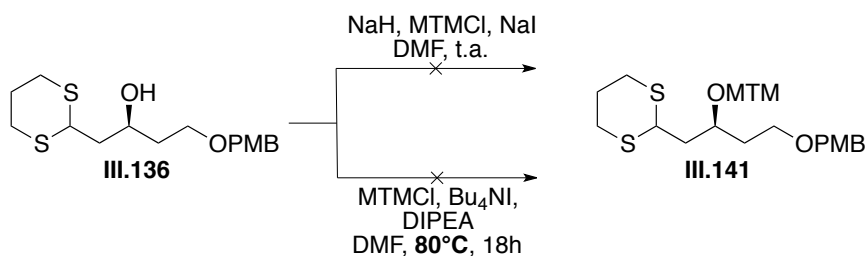 NaH, MTMCl, NaI
DMF, t.a.
S
OH
S
OPMB
III.136
MTMCl, Bu₄NI,
DIPEA
DMF, 80°C, 18h
S
OMTM
S
OPMB
III.141